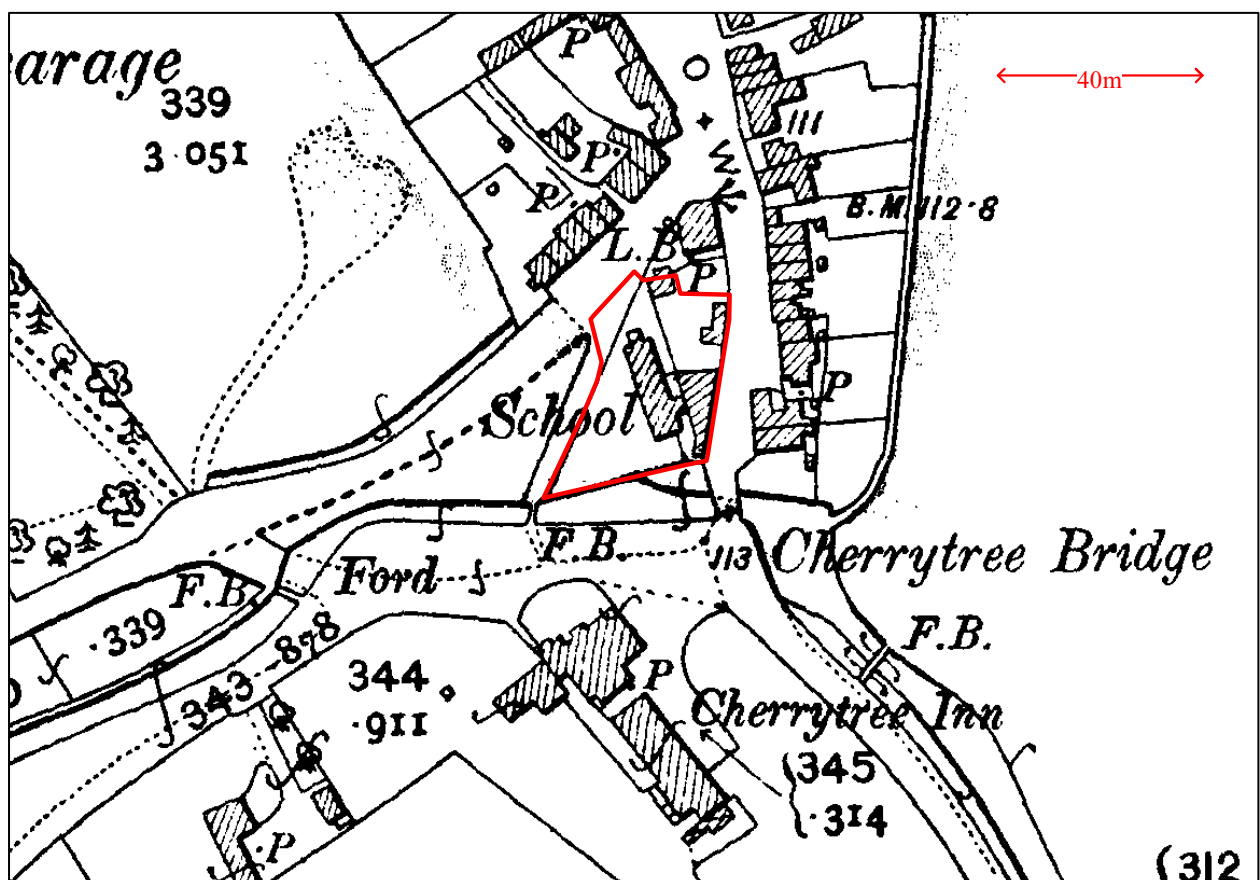 arage
339
3·051
P
40m
111
P
P
W
B.M.112·8
L.B
P
School
P
F.B.
Ford
113
Cherrytree Bridge
F.B.
·339
F.B.
343
·878
344
·911
P
Cherrytree Inn
345
·314
P
312